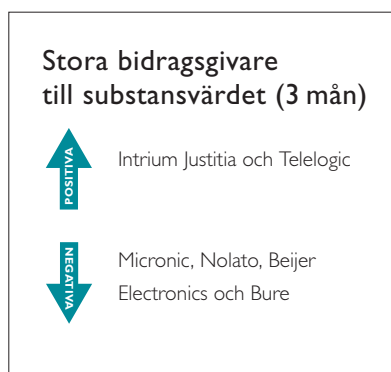 Stora bidragsgivare
till substansvärdet (3 mån)
POSITIVA
Intrium Justitia och Telelogic
NEGATIVA
Micronic, Nolato, Beijer
Electronics och Bure